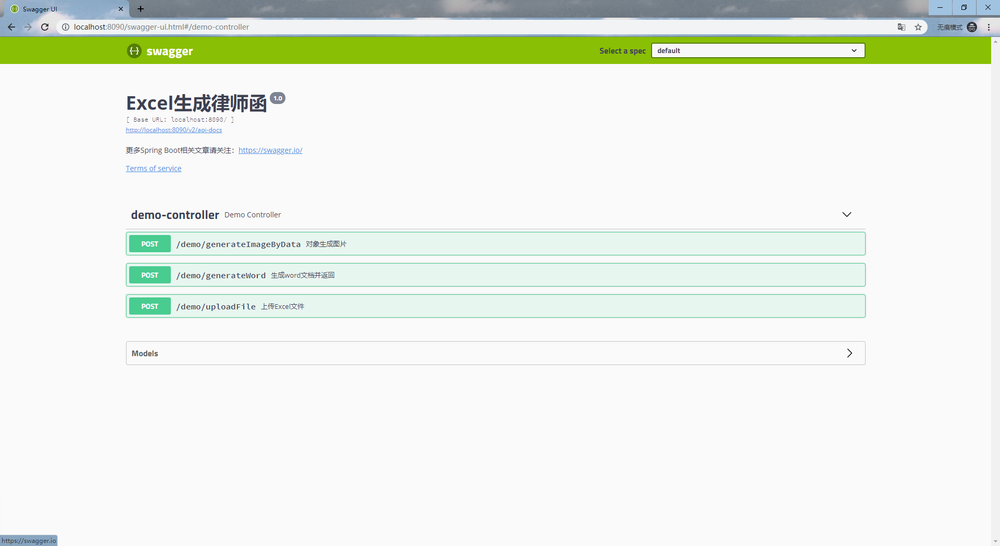 Swagger UI
localhost:8090/swagger-ui.html#/demo-controller
无痕模式
swagger
Select a spec
default
Excel生成律师函 1.0
[ Base URL: localhost:8090/ ]
http://localhost:8090/v2/api-docs
更多Spring Boot相关文章请关注：https://swagger.io/
Terms of service
demo-controller Demo Controller
POST /demo/generateImageByData 对象生成图片
POST /demo/generateWord 生成word文档并返回
POST /demo/uploadFile 上传Excel文件
Models
https://swagger.io